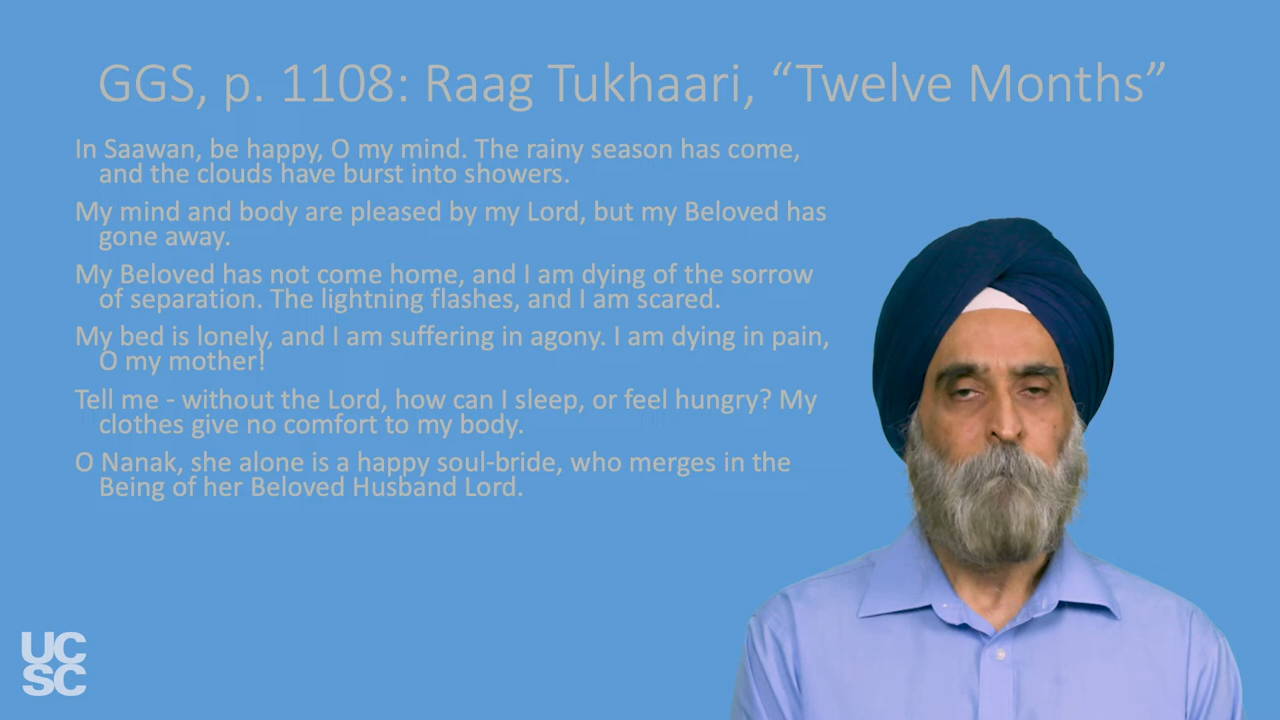 GGS, p. 1108: Raag Tukhaari, “Twelve Months”
In Saawan, be happy, O my mind. The rainy season has come,
and the clouds have burst into showers.
My mind and body are pleased by my Lord, but my Beloved has
gone away.
My Beloved has not come home, and I am dying of the sorrow
of separation. The lightning flashes, and I am scared.
My bed is lonely, and I am suffering in agony. I am dying in pain,
O my mother!
Tell me - without the Lord, how can I sleep, or feel hungry? My
clothes give no comfort to my body.
O Nanak, she alone is a happy soul-bride, who merges in the
Being of her Beloved Husband Lord.
UC
SC